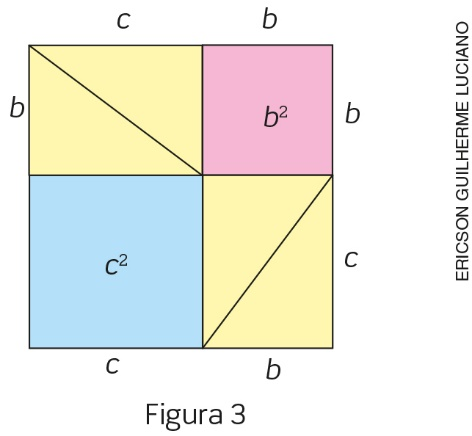 c b
b b² b
c² c
c b
Figura 3
ERICSON GUILHERME LUCIANO